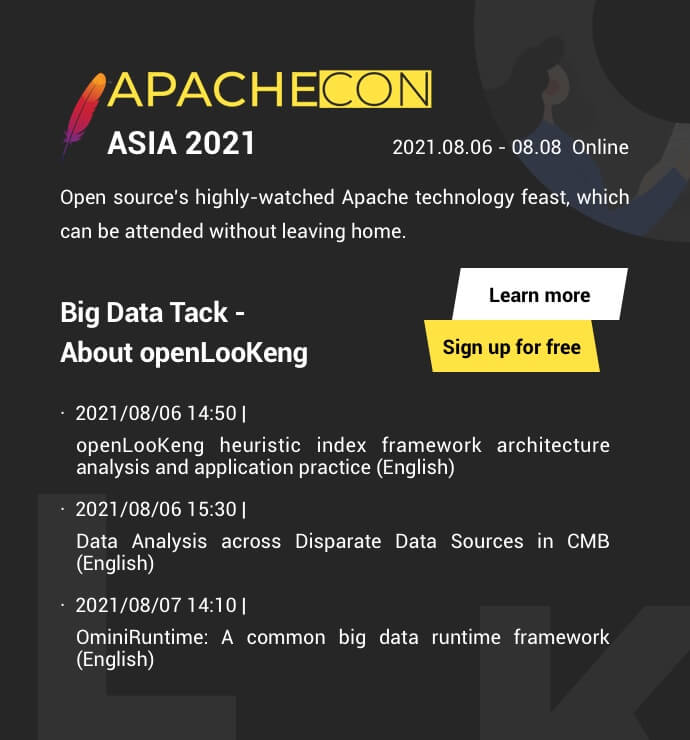 APACHECON
ASIA 2021
2021.08.06 - 08.08 Online
Open source's highly-watched Apache technology feast, which
can be attended without leaving home.
Learn more
Big Data Tack -
About openLooKeng
Sign up for free
· 2021/08/06 14:50 |
openLooKeng heuristic index framework architecture
analysis and application practice (English)
· 2021/08/06 15:30 |
Data Analysis across Disparate Data Sources in CMB
(English)
· 2021/08/07 14:10 |
OminiRuntime: A common big data runtime framework
(English)
L k